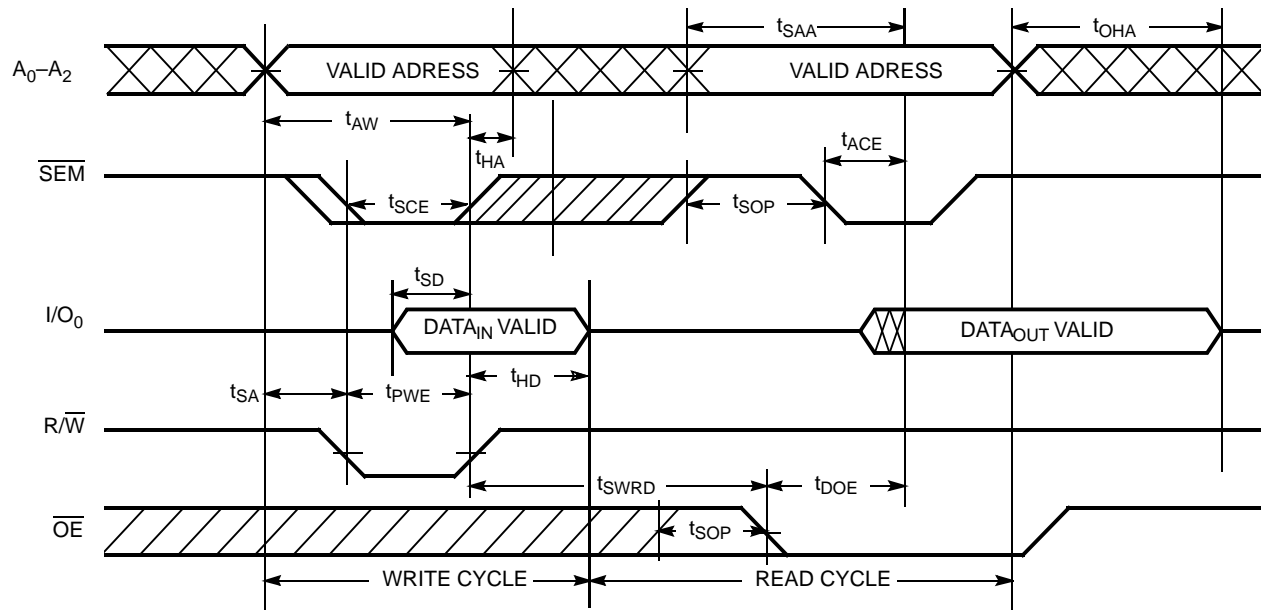 tSAA
tOHA
A0–A2
VALID ADRESS
VALID ADRESS
tAW
tHA
tACE
SEM
tSCE
tSOP
tSD
I/O0
DATAIN VALID
DATAOUT VALID
tSA
tPWE
tHD
R/W
tSWRD
tDOE
OE
tSOP
WRITE CYCLE
READ CYCLE